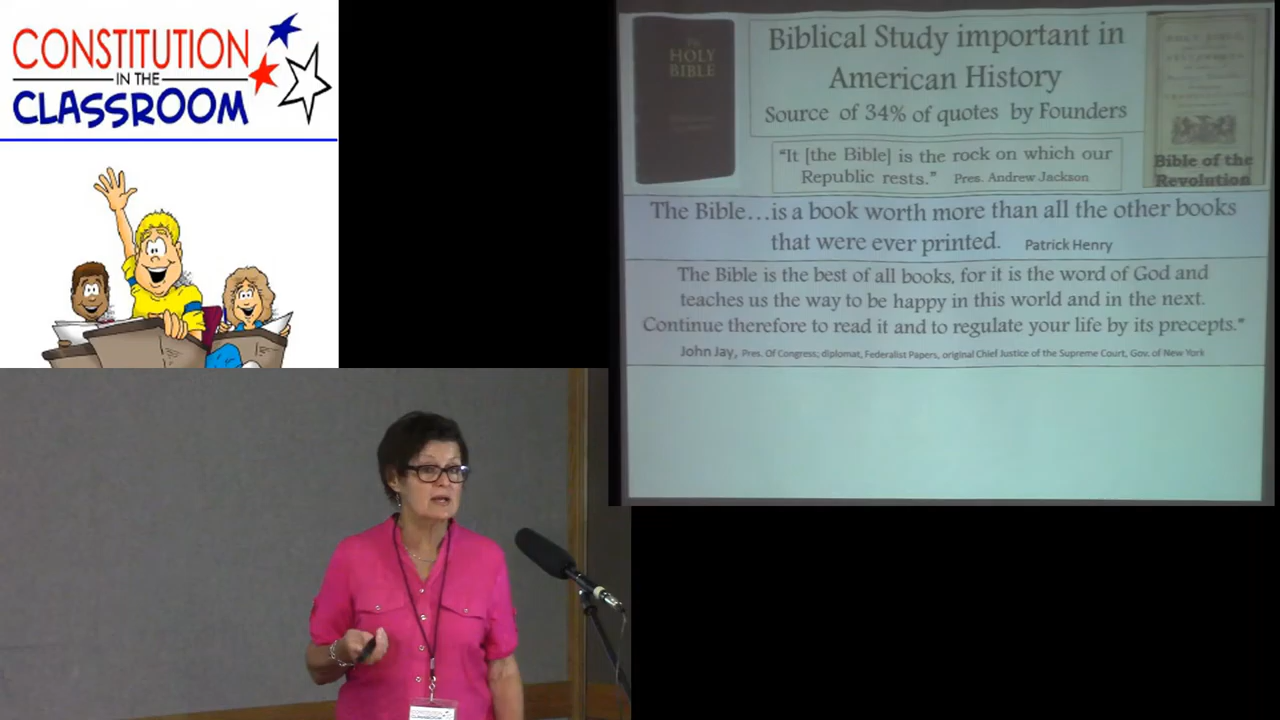 CONSTITUTION
IN THE
CLASSROOM
HOLY
BIBLE
Biblical Study important in
American History
Source of 34% of quotes by Founders
"It [the Bible] is the rock on which our
Republic rests." Pres. Andrew Jackson
Bible of the
Revolution
The Bible...is a book worth more than all the other books
that were ever printed. Patrick Henry
The Bible is the best of all books, for it is the word of God and
teaches us the way to be happy in this world and in the next.
Continue therefore to read it and to regulate your life by its precepts."
John Jay, Pres. Of Congress; diplomat, Federalist Papers, original Chief Justice of the Supreme Court, Gov. of New York